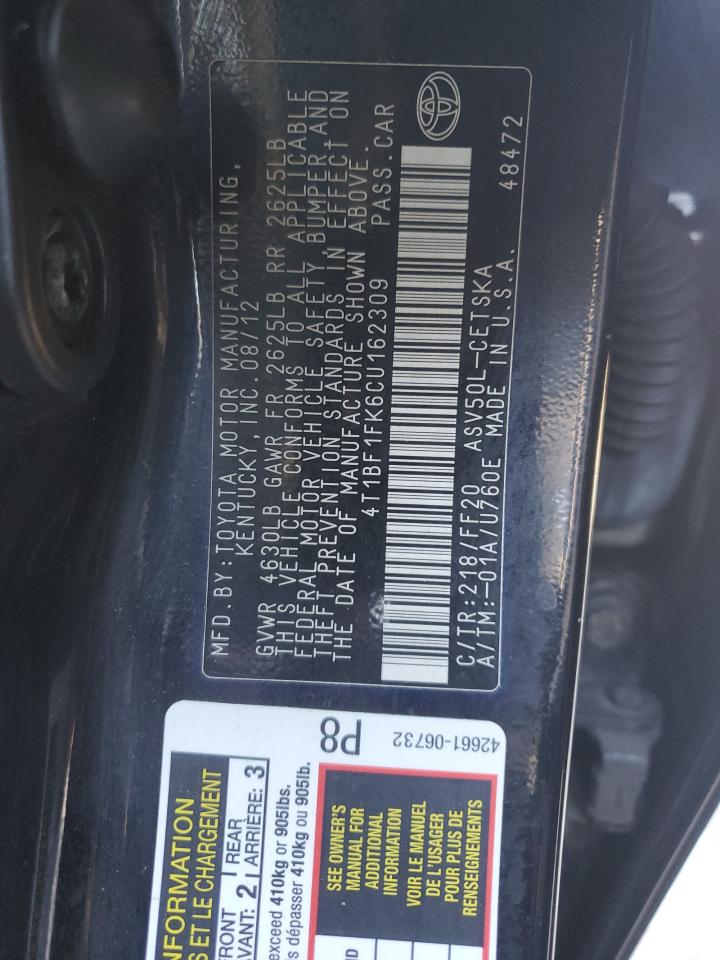 MFD.BY:TOYOTA MOTOR MANUFACTURING,
KENTUCKY,INC.08/12
GVWR 4630LB GAWR FR 2625LB RR 2625LB
THIS VEHICLE CONFORMS TO ALL APPLICABLE
FEDERAL MOTOR VEHICLE SAFETY,BUMPER,AND
THEFT PREVENTION STANDARDS IN EFFECT ON
THE DATE OF MANUFACTURE SHOWN ABOVE.
4T1BF1FK6CU162309 PASS.CAR
C/TR:218/FF20 ASV50L-CETSKA
A/TM:-01A/U760E MADE IN U.S.A. 48472
P8
42661-06732
INFORMATION
S ET LE CHARGEMENT
FRONT 2 REAR 3
AVANT: ARRIÈRE:
exceed 410kg or 905lbs.
is dépasser 410kg ou 905lb.
SEE OWNER'S
MANUAL FOR
ADDITIONAL
INFORMATION
VOIR LE MANUEL
DE L'USAGER
POUR PLUS DE
RENSEIGNEMENTS